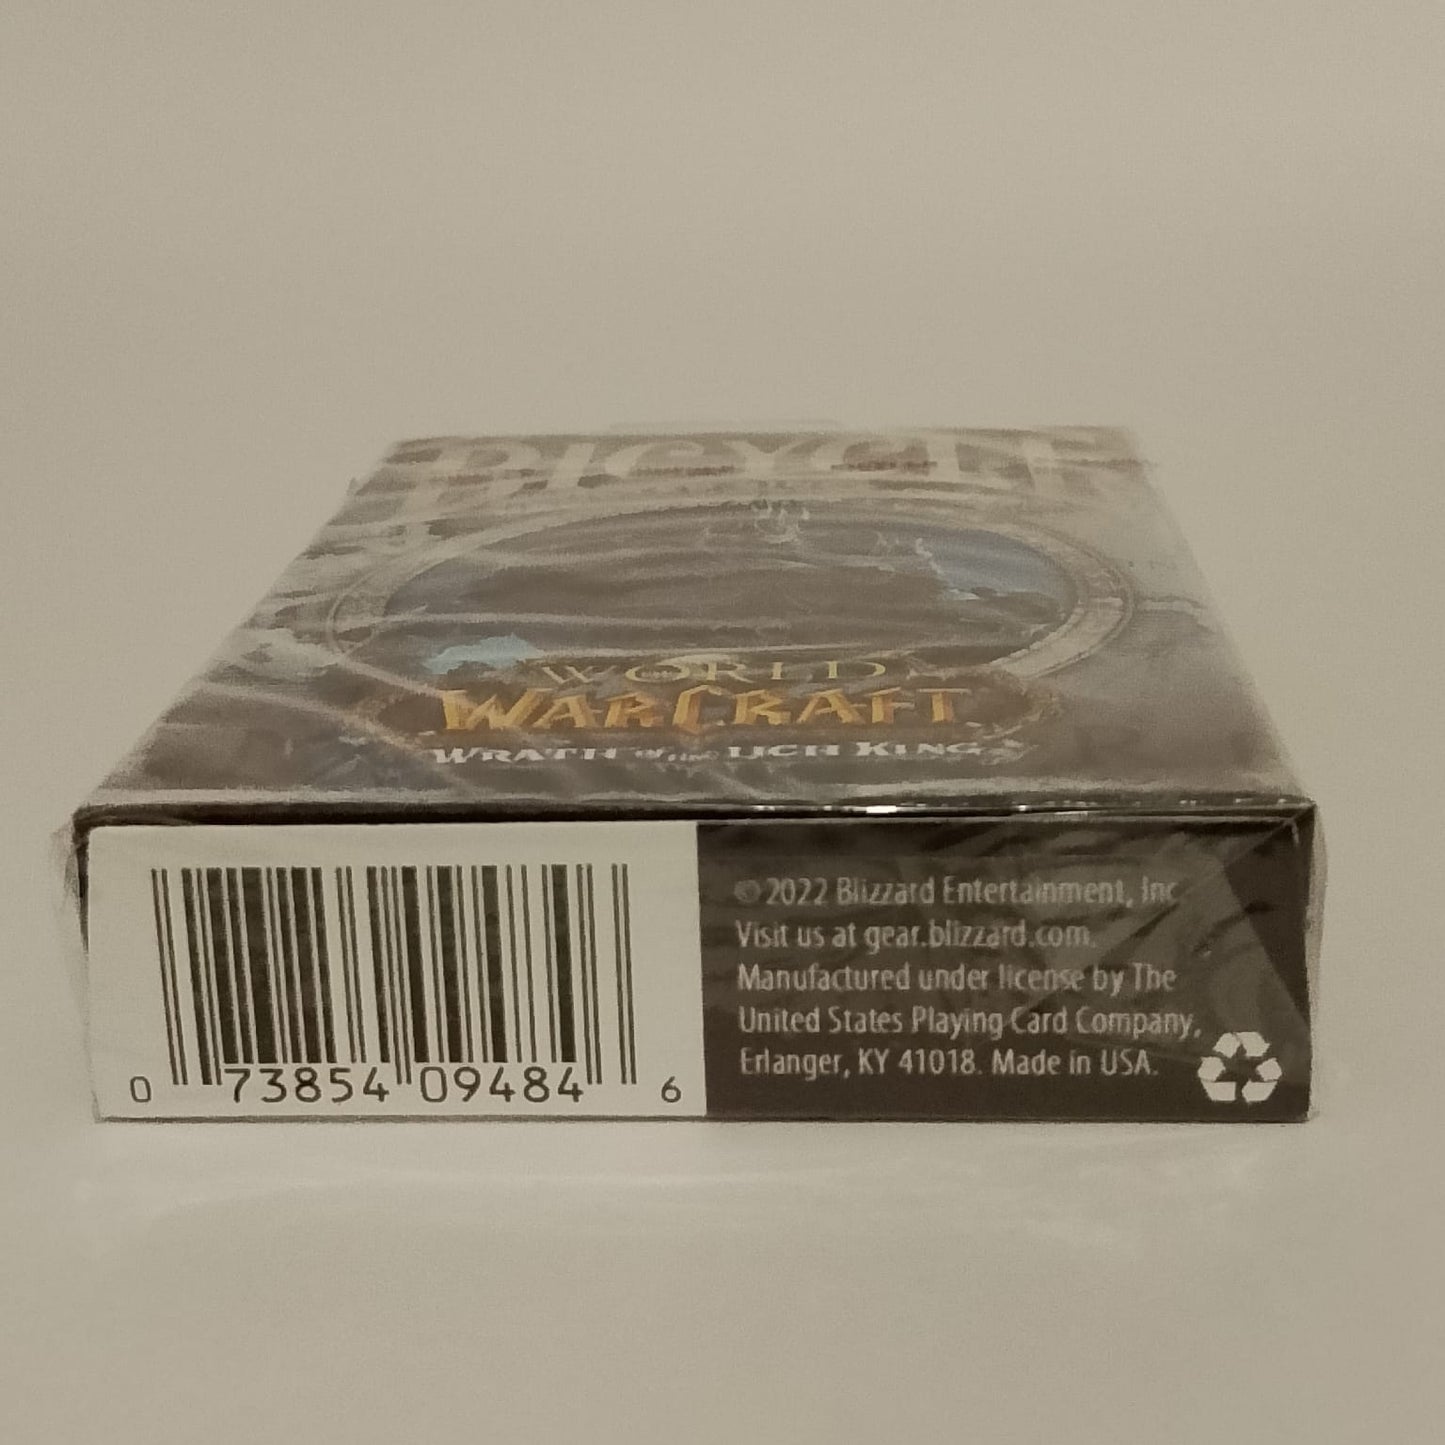 BICYCLE
WORLD
WARCRAFT
WRATH of the LICH KING
© 2022 Blizzard Entertainment, Inc
Visit us at gear.blizzard.com.
Manufactured under license by The
United States Playing Card Company,
Erlanger, KY 41018. Made in USA.
0 73854 09484 6